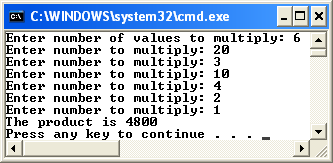 C:\WINDOWS\system32\cmd.exe
Enter number of values to multiply: 6
Enter number to multiply: 20
Enter number to multiply: 3
Enter number to multiply: 10
Enter number to multiply: 4
Enter number to multiply: 2
Enter number to multiply: 1
The product is 4800
Press any key to continue . . . _